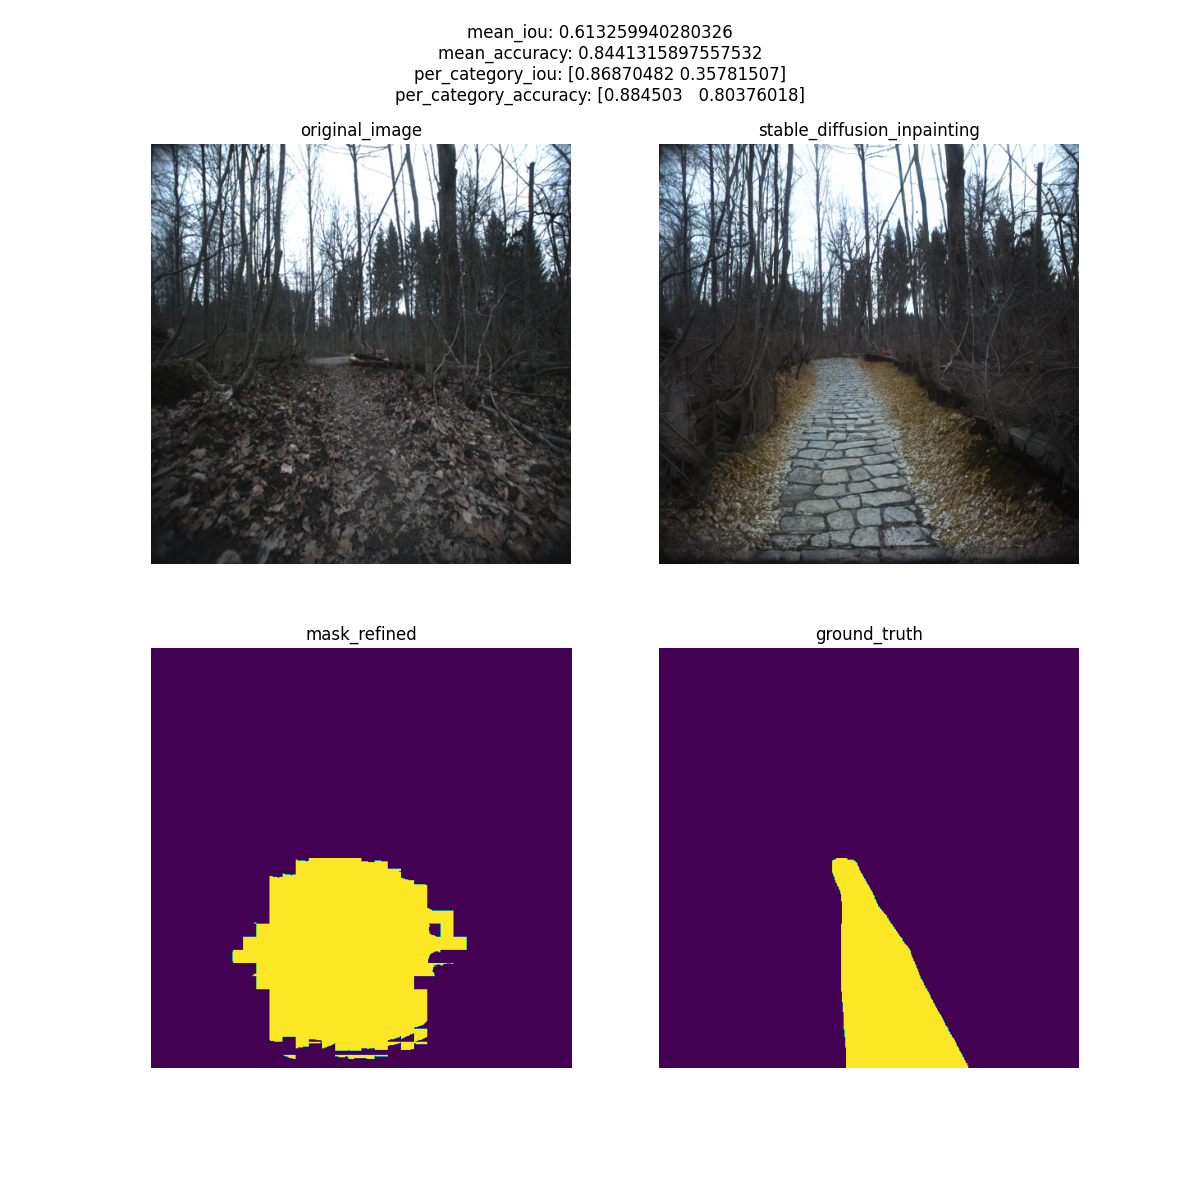 mean_iou: 0.613259940280326
mean_accuracy: 0.8441315897557532
per_category_iou: [0.86870482 0.35781507]
per_category_accuracy: [0.884503   0.80376018]
original_image
stable_diffusion_inpainting
mask_refined
ground_truth